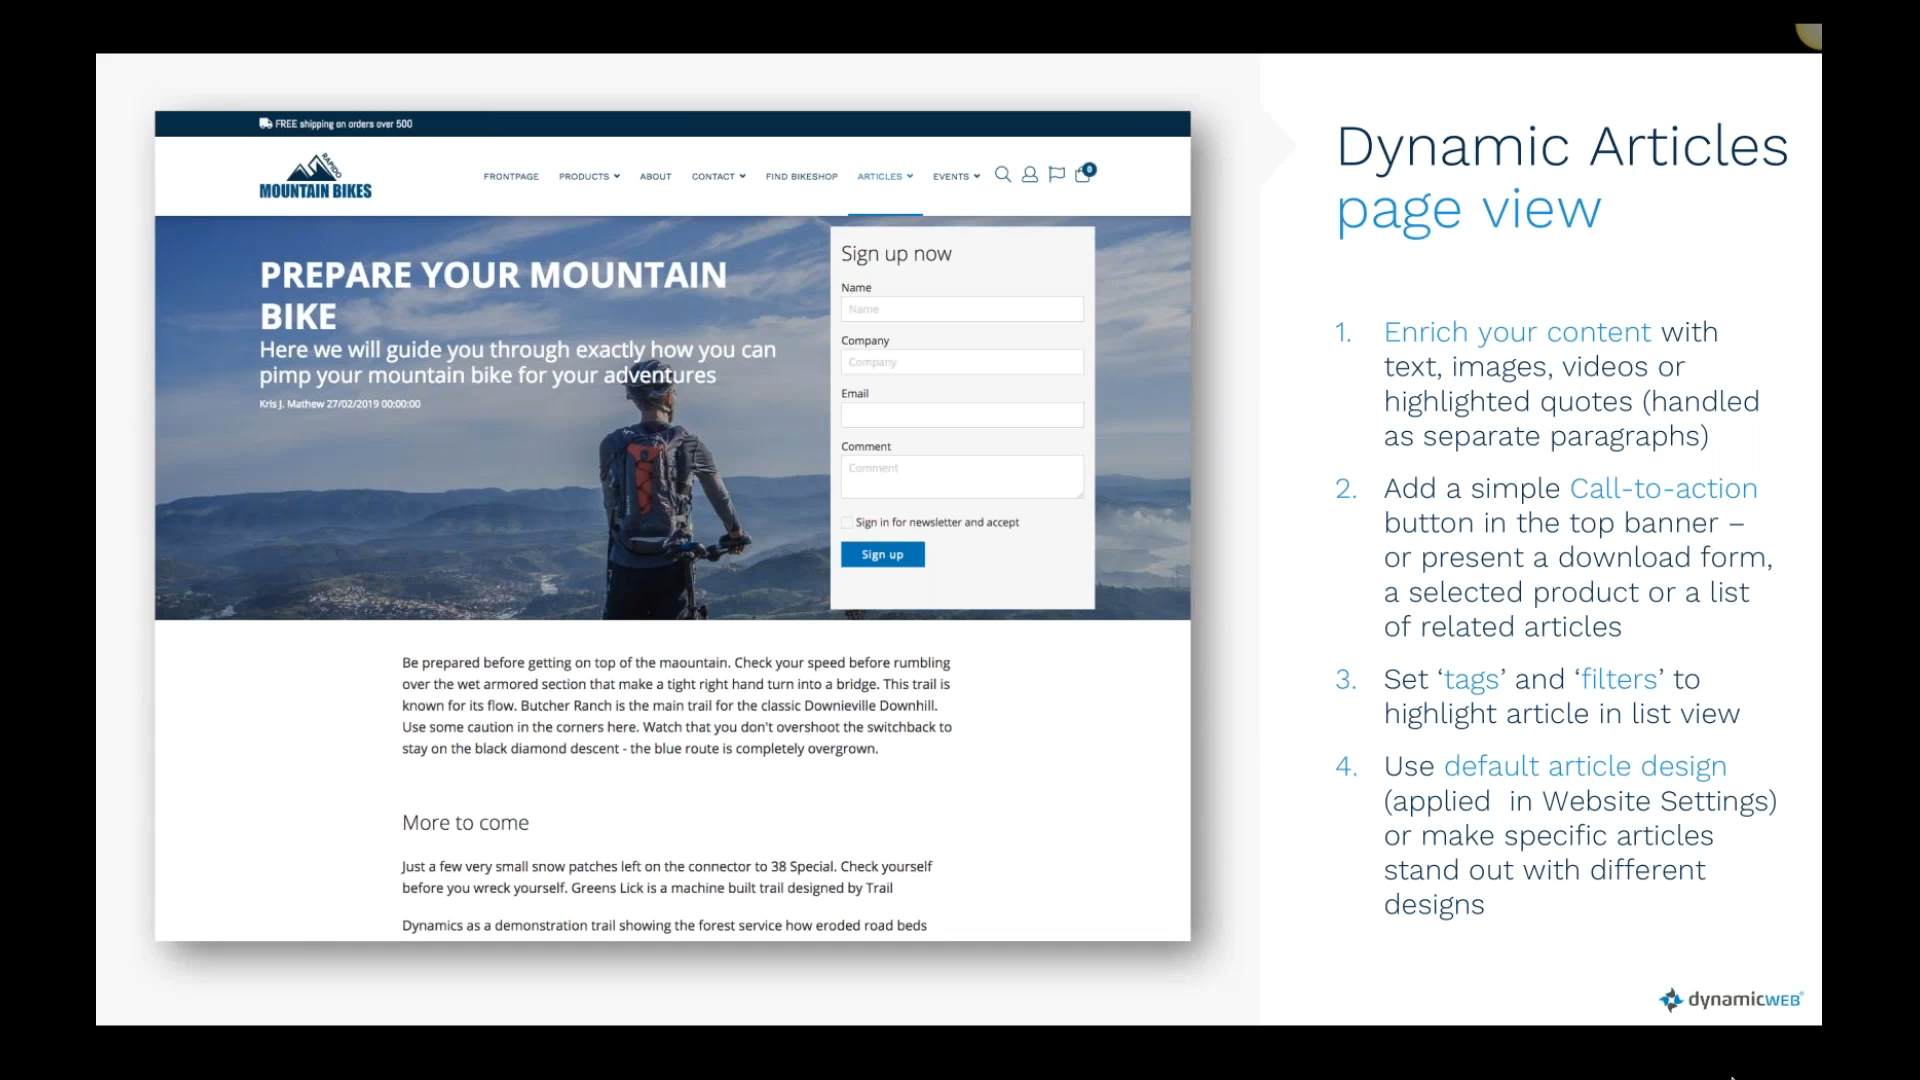 FREE shipping on orders over 500
RAPIDO
MOUNTAIN BIKES
FRONTPAGE PRODUCTS ABOUT CONTACT FIND BIKESHOP ARTICLES EVENTS 0
PREPARE YOUR MOUNTAIN
BIKE
Here we will guide you through exactly how you can
pimp your mountain bike for your adventures
Kris J. Mathew 27/02/2019 00:00:00
Sign up now
Name
Name
Company
Company
Email
Comment
Comment
Sign in for newsletter and accept
Sign up
Be prepared before getting on top of the maountain. Check your speed before rumbling
over the wet armored section that make a tight right hand turn into a bridge. This trail is
known for its flow. Butcher Ranch is the main trail for the classic Downieville Downhill.
Use some caution in the corners here. Watch that you don't overshoot the switchback to
stay on the black diamond descent - the blue route is completely overgrown.
More to come
Just a few very small snow patches left on the connector to 38 Special. Check yourself
before you wreck yourself. Greens Lick is a machine built trail designed by Trail
Dynamics as a demonstration trail showing the forest service how eroded road beds
Dynamic Articles
page view
1. Enrich your content with
text, images, videos or
highlighted quotes (handled
as separate paragraphs)
2. Add a simple Call-to-action
button in the top banner –
or present a download form,
a selected product or a list
of related articles
3. Set ‘tags’ and ‘filters’ to
highlight article in list view
4. Use default article design
(applied in Website Settings)
or make specific articles
stand out with different
designs
dynamicWEB